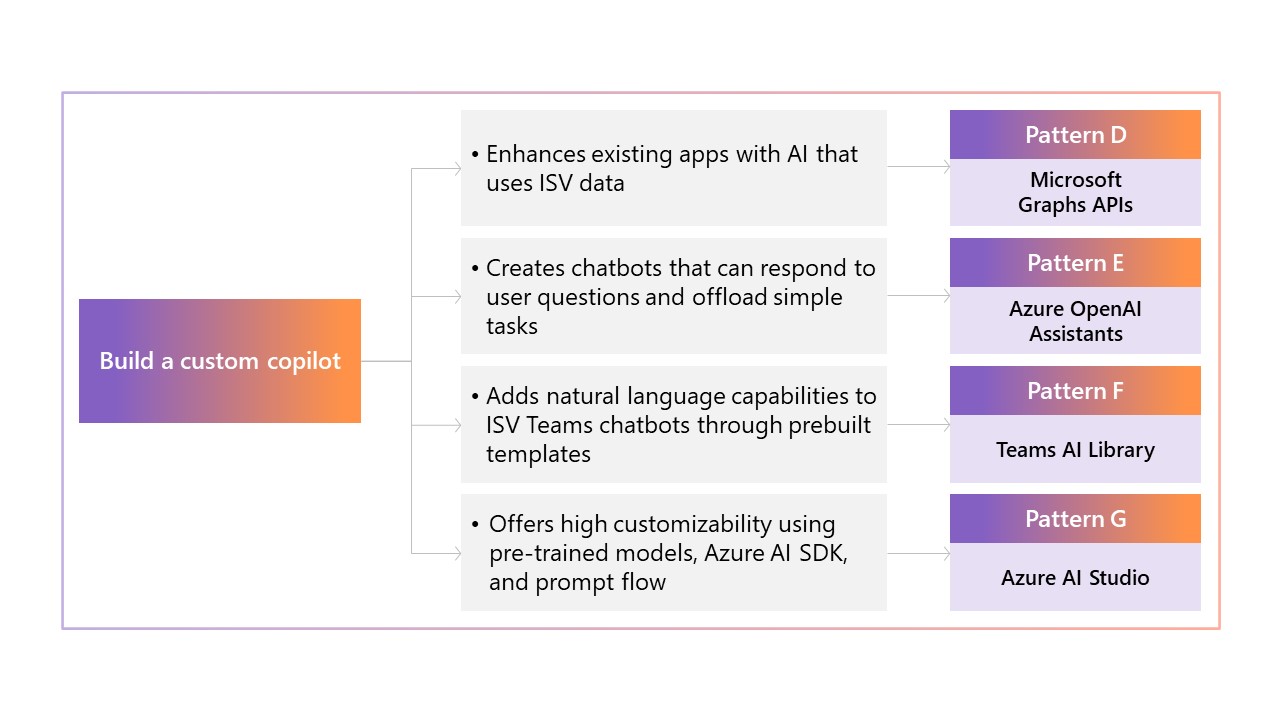 Build a custom copilot
• Enhances existing apps with AI that
uses ISV data
Pattern D
Microsoft
Graphs APIs
• Creates chatbots that can respond to
user questions and offload simple
tasks
Pattern E
Azure OpenAI
Assistants
• Adds natural language capabilities to
ISV Teams chatbots through prebuilt
templates
Pattern F
Teams AI Library
• Offers high customizability using
pre-trained models, Azure AI SDK,
and prompt flow
Pattern G
Azure AI Studio